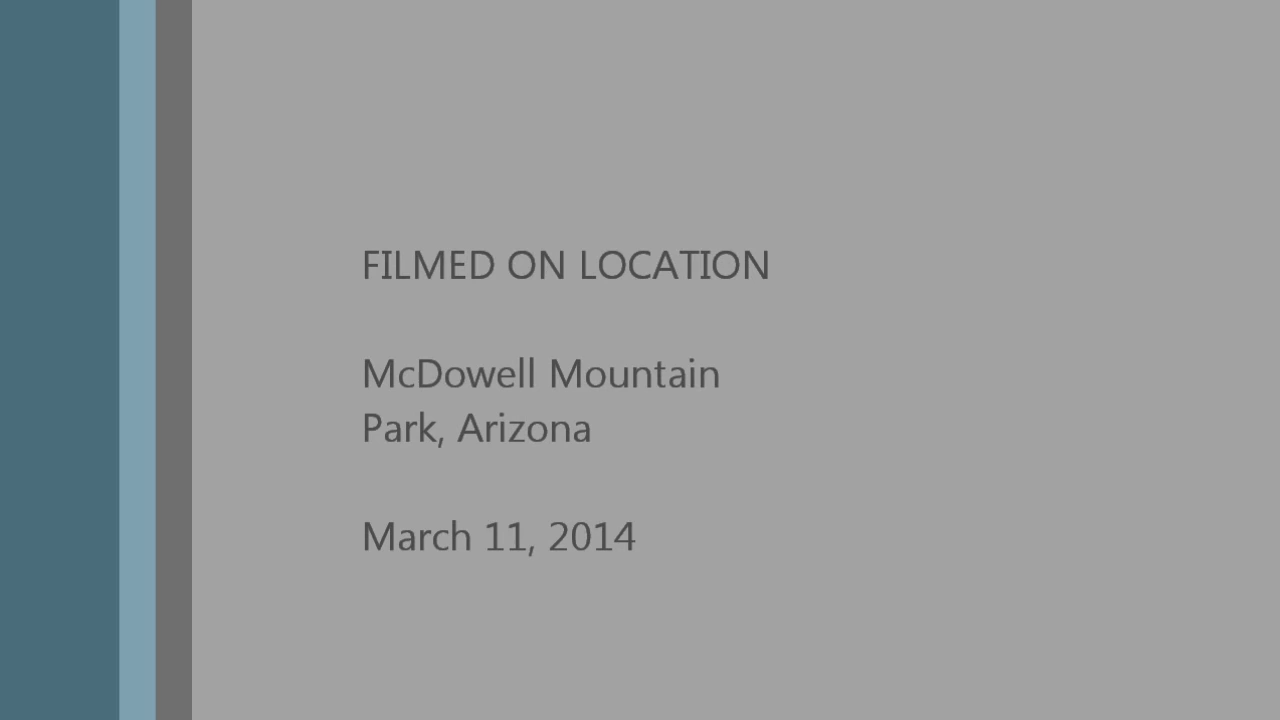 FILMED ON LOCATION
McDowell Mountain
Park, Arizona
March 11, 2014